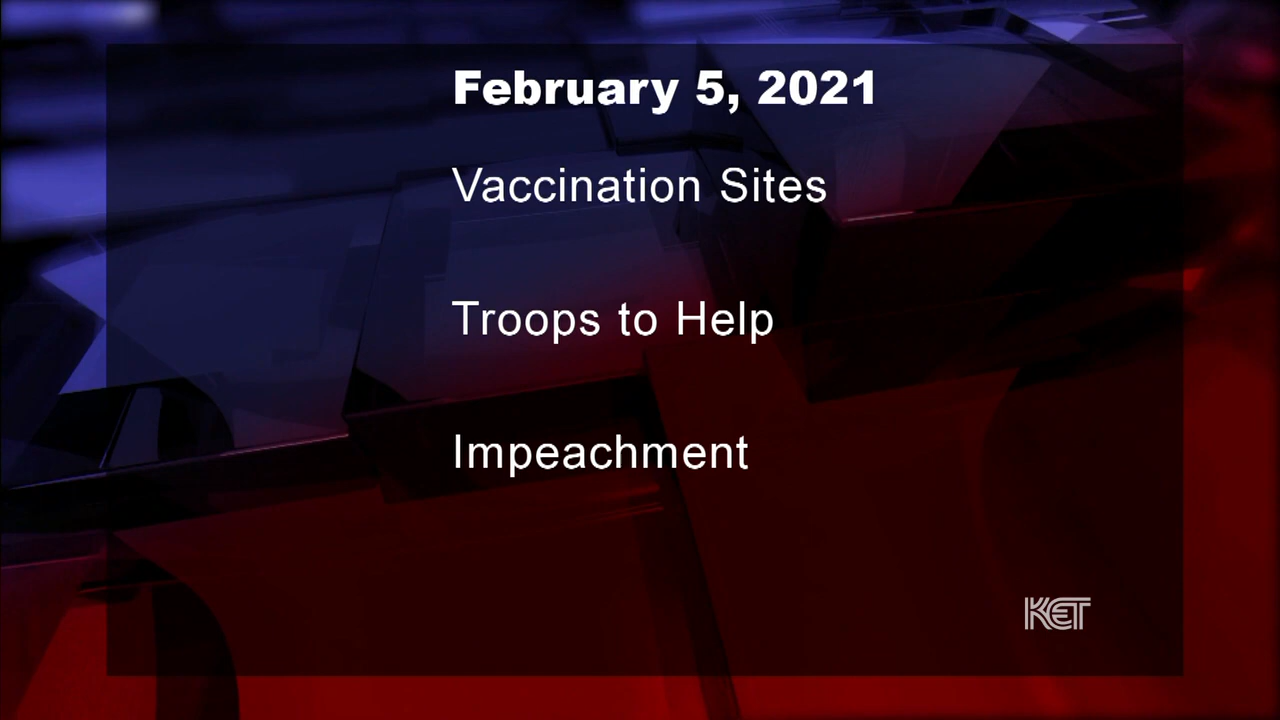 February 5, 2021
Vaccination Sites
Troops to Help
Impeachment
KET